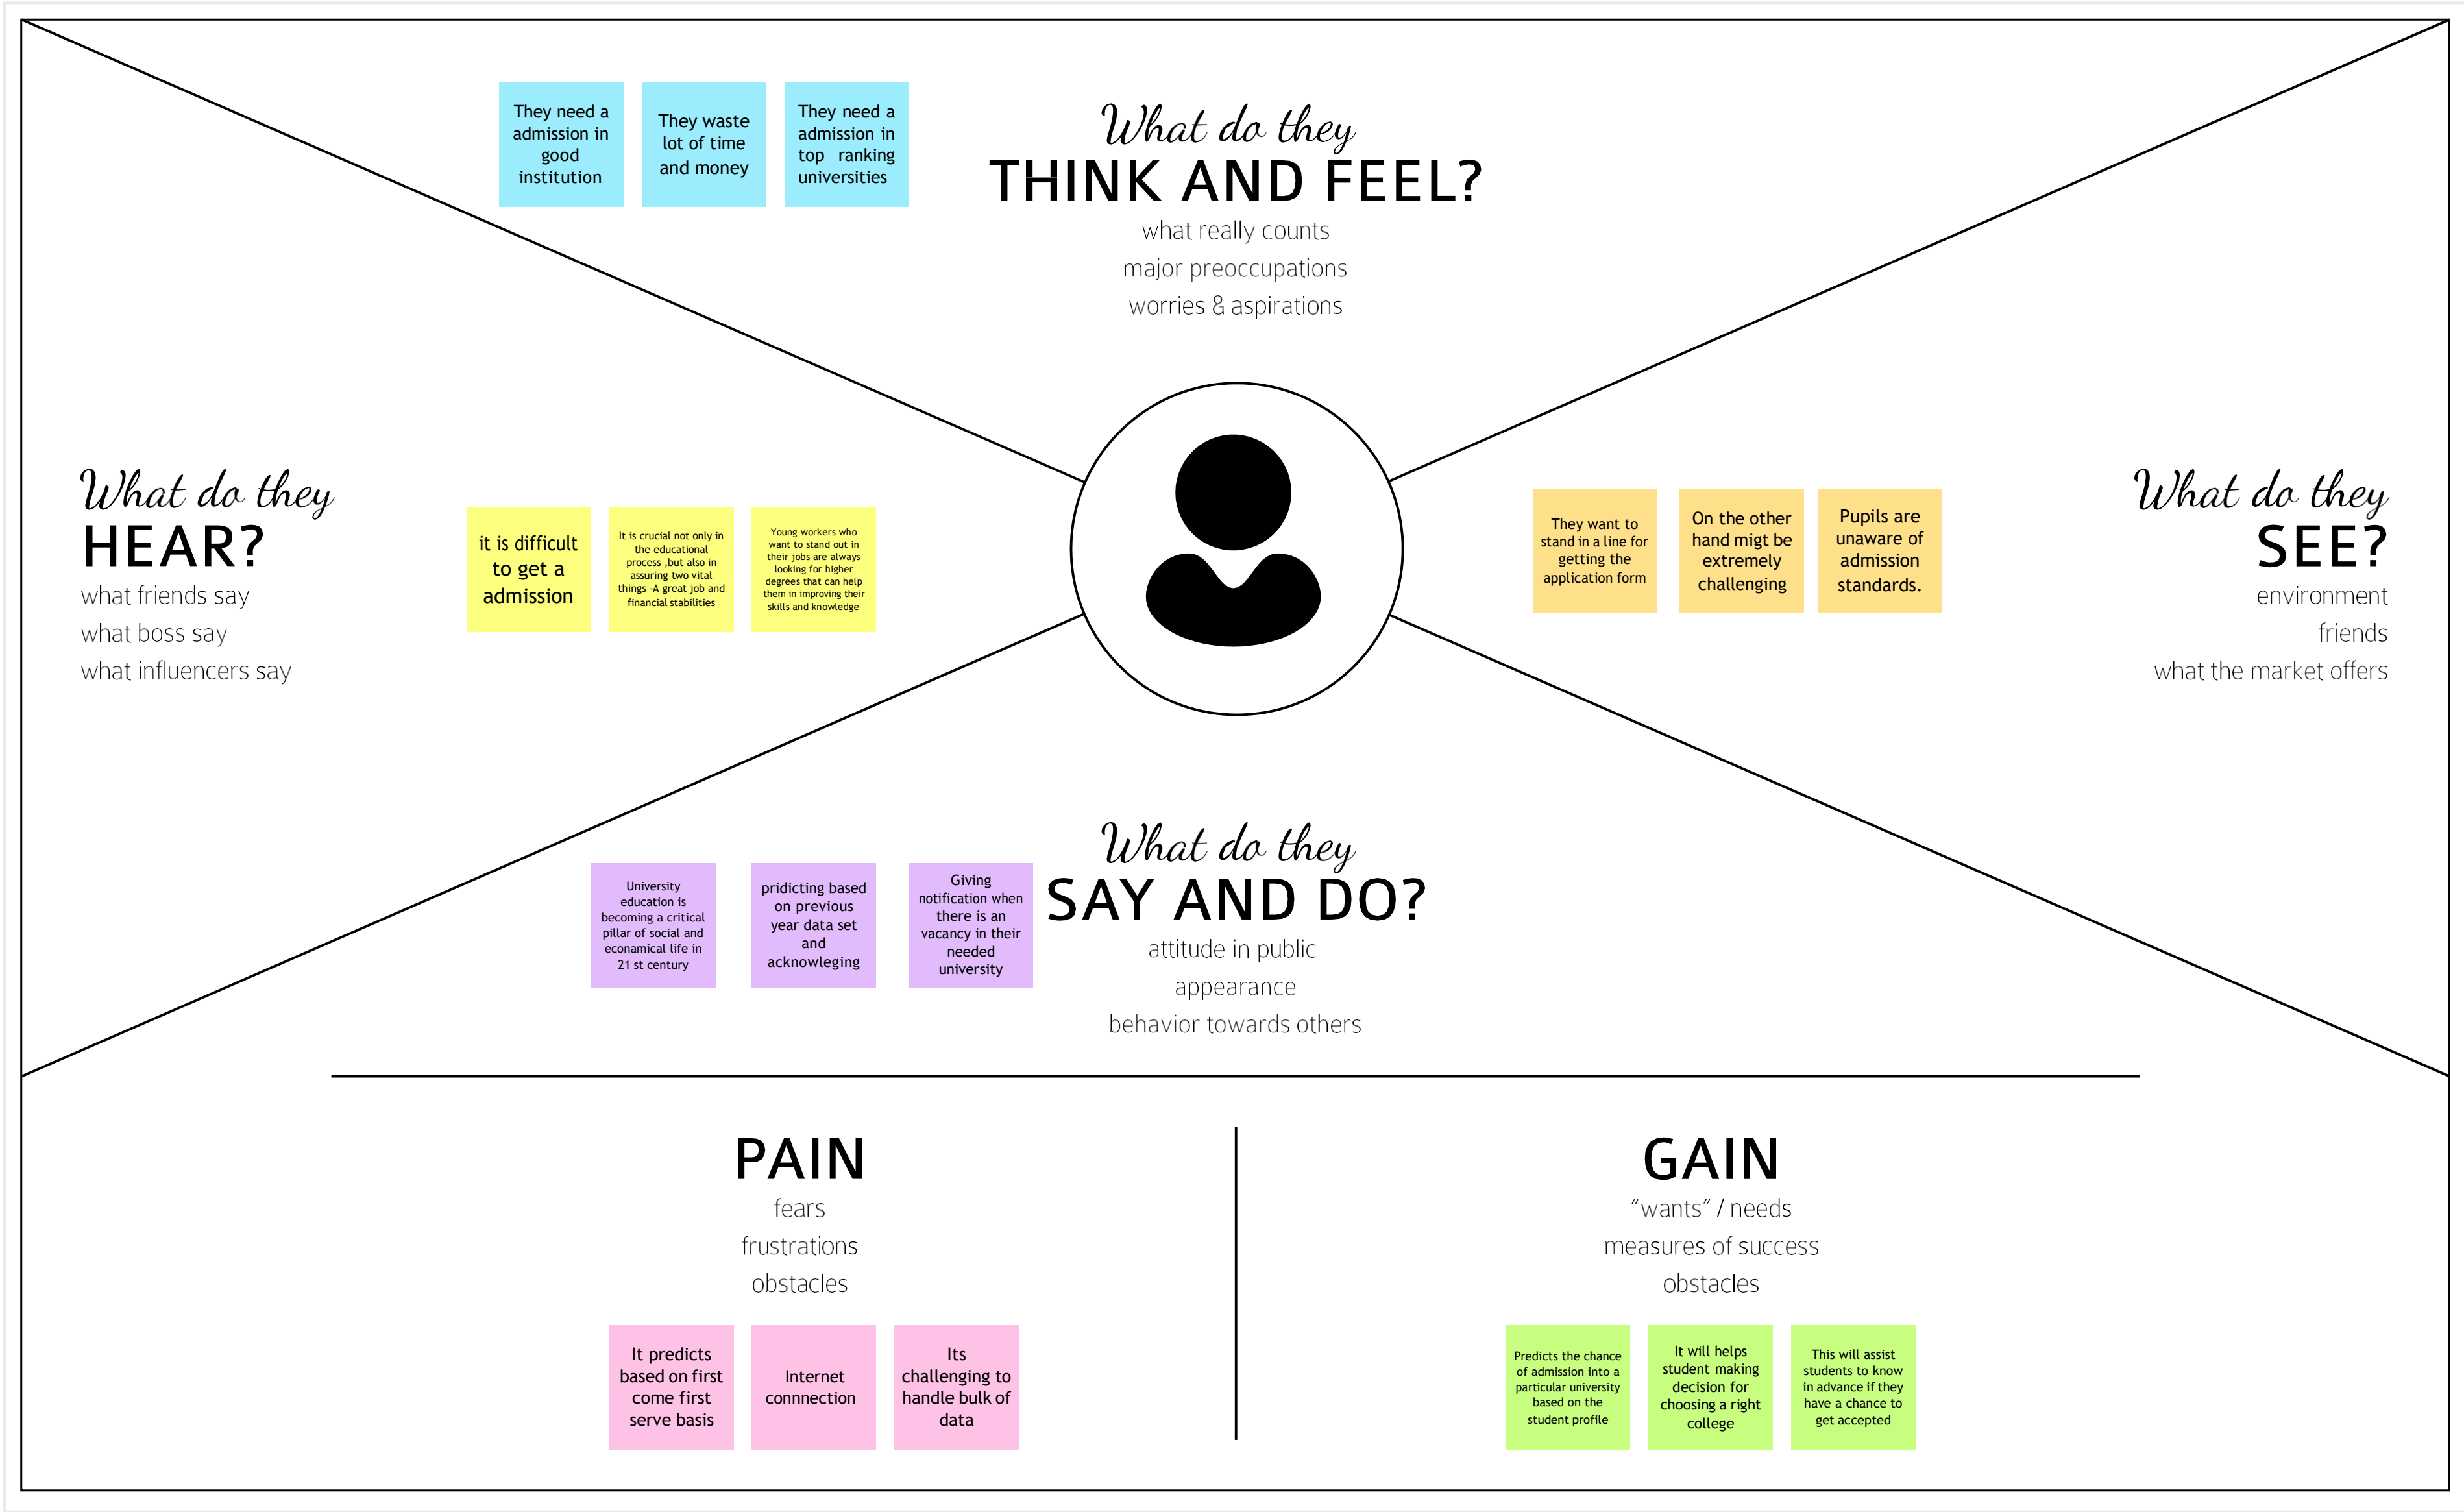 They need a
admission in
good
institution
They waste
lot of time
and money
They need a
admission in
top ranking
universities
What do they
THINK AND FEEL?
what really counts
major preoccupations
worries & aspirations
What do they
HEAR?
what friends say
what boss say
what influencers say
it is difficult
to get a
admission
It is crucial not only in
the educational
process ,but also in
assuring two vital
things -A great job and
financial stabilities
Young workers who
want to stand out in
their jobs are always
looking for higher
degrees that can help
them in improving their
skills and knowledge
They want to
stand in a line for
getting the
application form
On the other
hand migt be
extremely
challenging
Pupils are
unaware of
admission
standards.
What do they
SEE?
environment
friends
what the market offers
University
education is
becoming a critical
pillar of social and
econamical life in
21 st century
pridicting based
on previous
year data set
and
acknowleging
Giving
notification when
there is an
vacancy in their
needed
university
What do they
SAY AND DO?
attitude in public
appearance
behavior towards others
PAIN
fears
frustrations
obstacles
It predicts
based on first
come first
serve basis
Internet
connnection
Its
challenging to
handle bulk of
data
GAIN
“wants” / needs
measures of success
obstacles
Predicts the chance
of admission into a
particular university
based on the
student profile
It will helps
student making
decision for
choosing a right
college
This will assist
students to know
in advance if they
have a chance to
get accepted